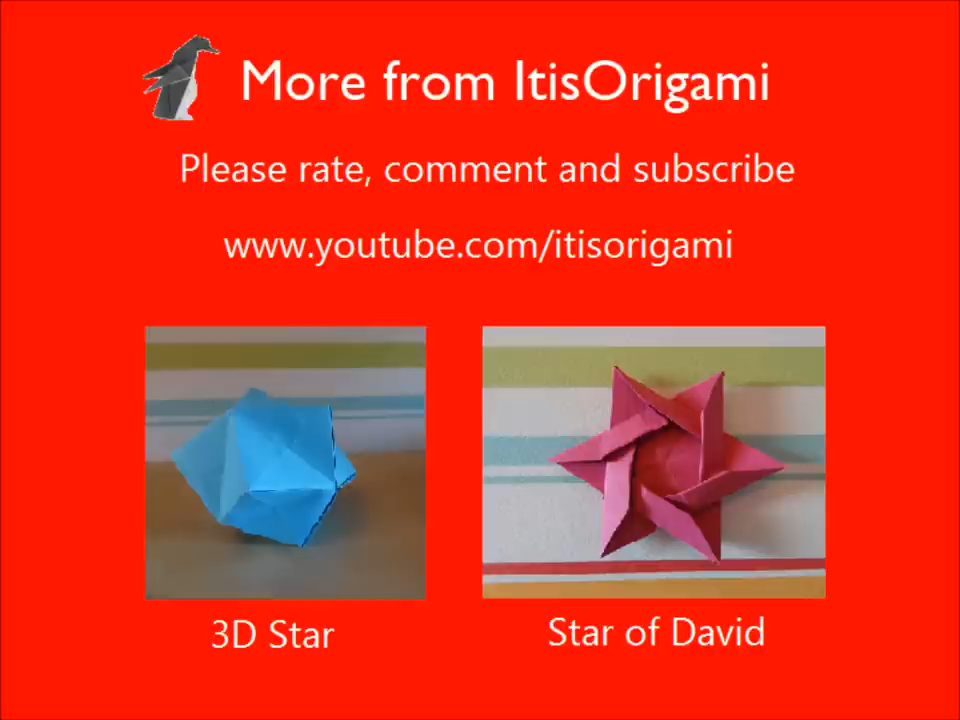 More from ItisOrigami
Please rate, comment and subscribe
www.youtube.com/itisorigami
3D Star
Star of David